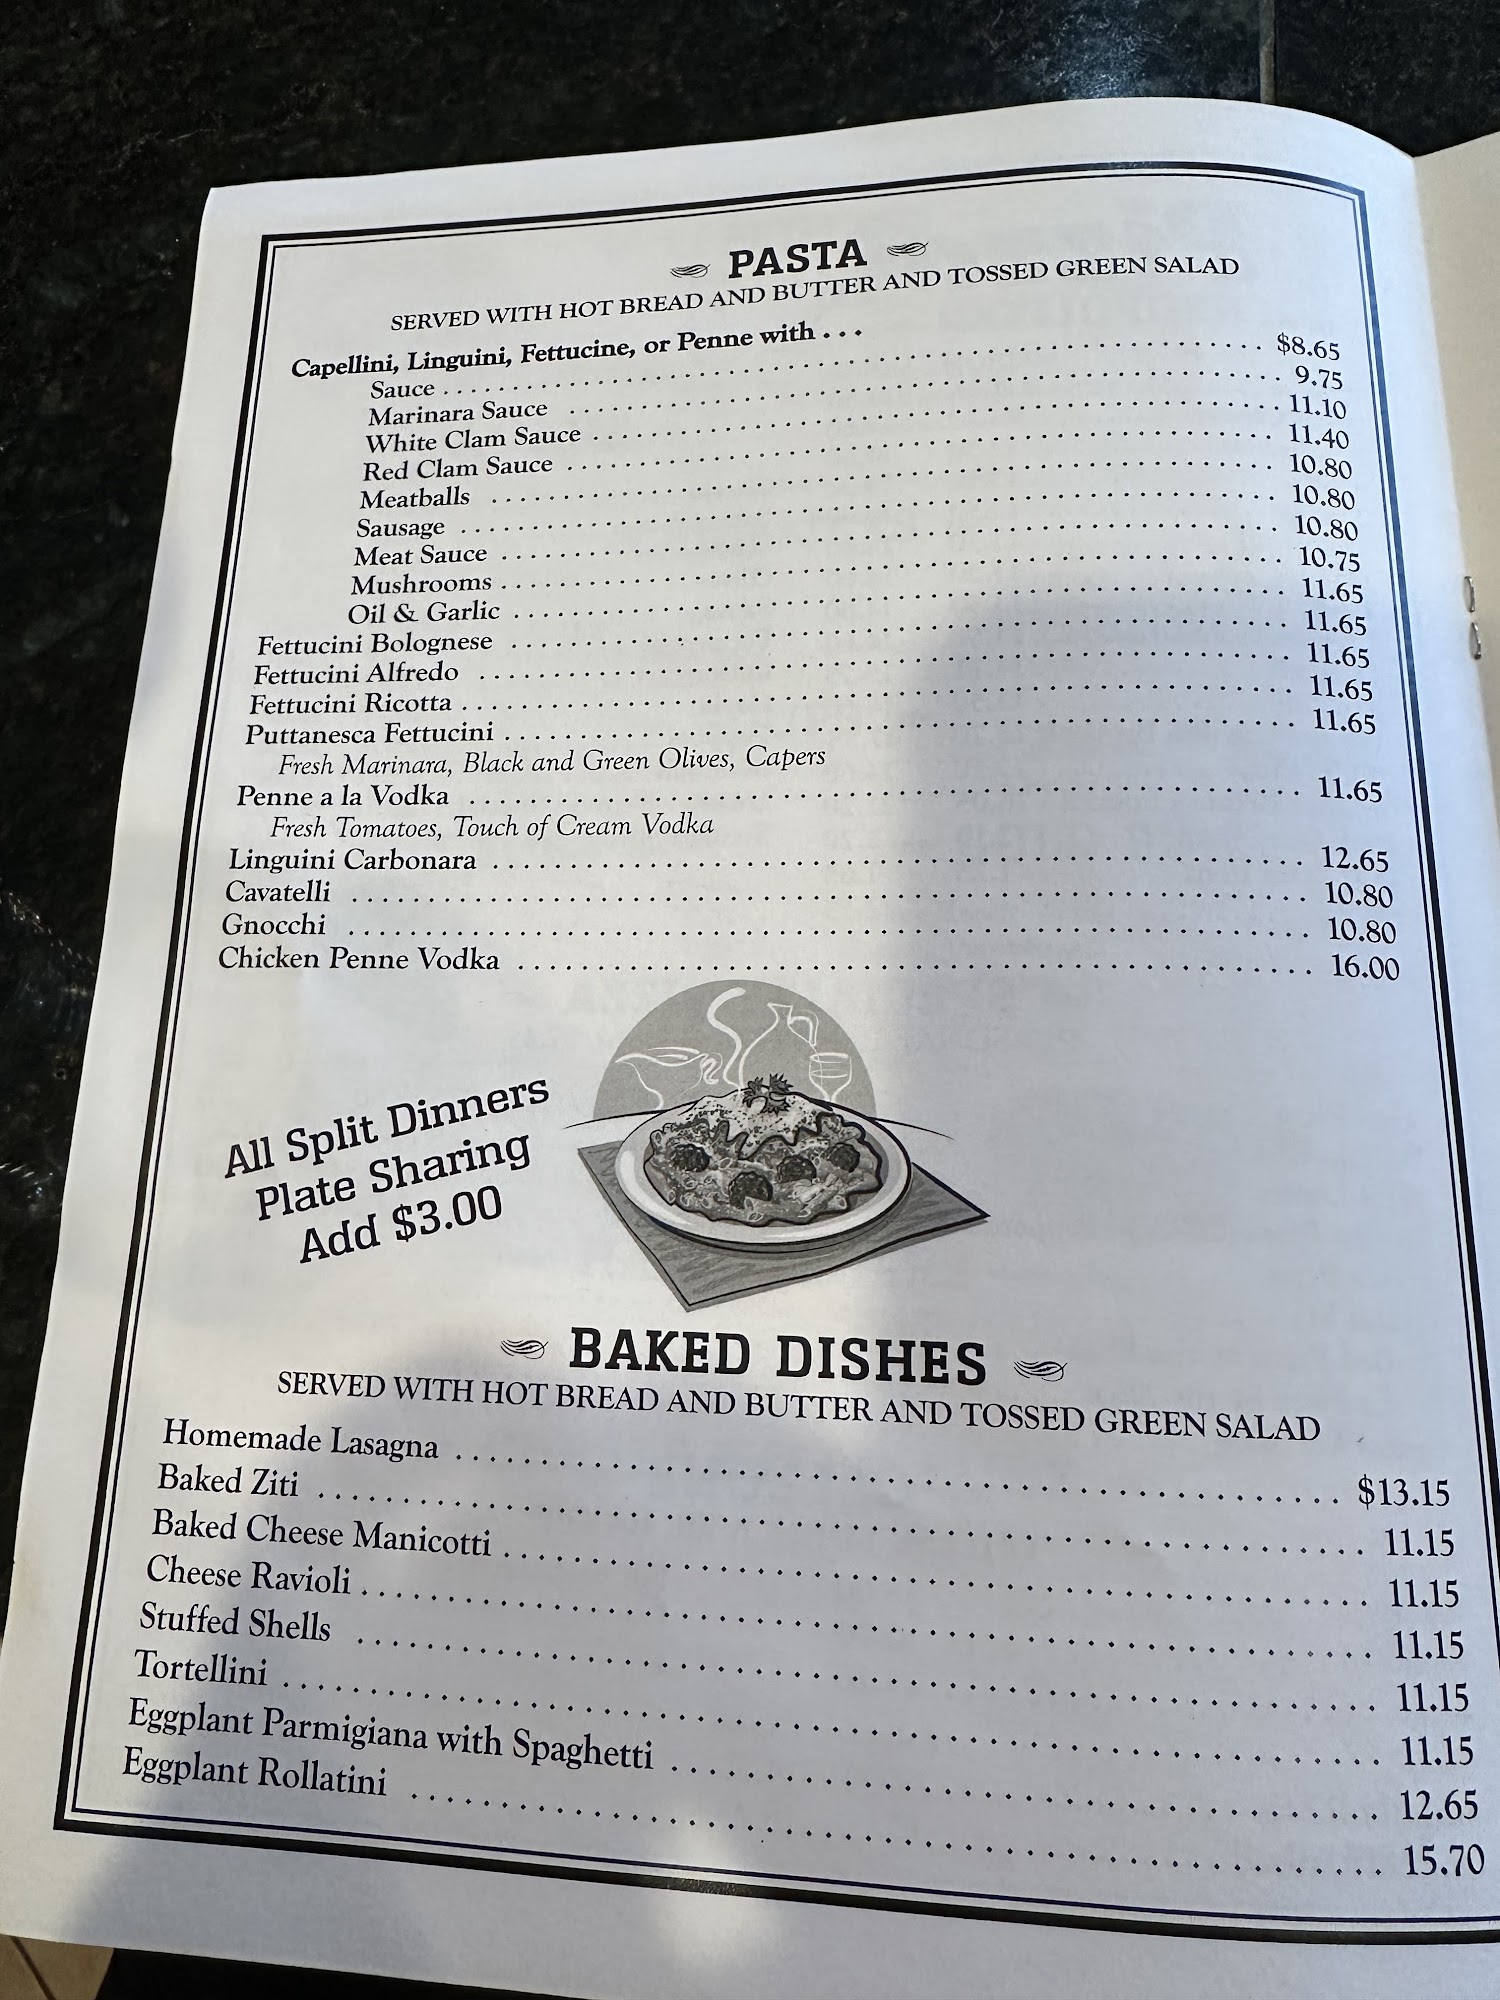 PASTA
SERVED WITH HOT BREAD AND BUTTER AND TOSSED GREEN SALAD
Capellini, Linguini, Fettucine, or Penne with . . .
Sauce $8.65
Marinara Sauce 9.75
White Clam Sauce 11.10
Red Clam Sauce 11.40
Meatballs 10.80
Sausage 10.80
Meat Sauce 10.80
Mushrooms 10.75
Oil & Garlic 11.65
Fettucini Bolognese 11.65
Fettucini Alfredo 11.65
Fettucini Ricotta 11.65
Puttanesca Fettucini 11.65
Fresh Marinara, Black and Green Olives, Capers
Penne a la Vodka 11.65
Fresh Tomatoes, Touch of Cream Vodka
Linguini Carbonara 12.65
Cavatelli 10.80
Gnocchi 10.80
Chicken Penne Vodka 16.00
All Split Dinners
Plate Sharing
Add $3.00
BAKED DISHES
SERVED WITH HOT BREAD AND BUTTER AND TOSSED GREEN SALAD
Homemade Lasagna $13.15
Baked Ziti 11.15
Baked Cheese Manicotti 11.15
Cheese Ravioli 11.15
Stuffed Shells 11.15
Tortellini 11.15
Eggplant Parmigiana with Spaghetti 12.65
Eggplant Rollatini 15.70